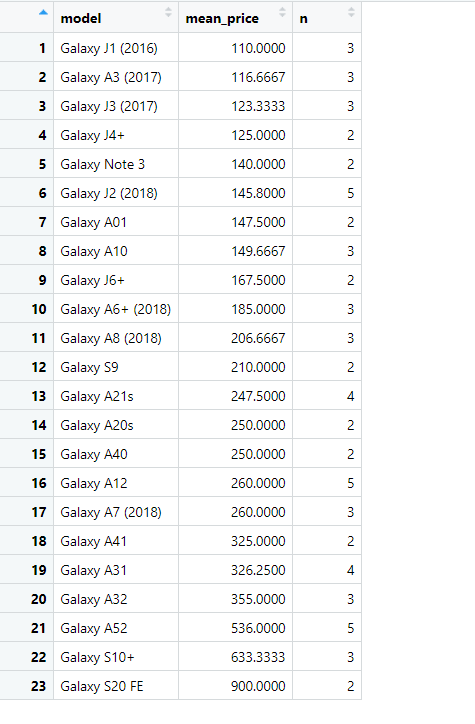 model mean_price n
1 Galaxy J1 (2016) 110.0000 3
2 Galaxy A3 (2017) 116.6667 3
3 Galaxy J3 (2017) 123.3333 3
4 Galaxy J4+ 125.0000 2
5 Galaxy Note 3 140.0000 2
6 Galaxy J2 (2018) 145.8000 5
7 Galaxy A01 147.5000 2
8 Galaxy A10 149.6667 3
9 Galaxy J6+ 167.5000 2
10 Galaxy A6+ (2018) 185.0000 3
11 Galaxy A8 (2018) 206.6667 3
12 Galaxy S9 210.0000 2
13 Galaxy A21s 247.5000 4
14 Galaxy A20s 250.0000 2
15 Galaxy A40 250.0000 2
16 Galaxy A12 260.0000 5
17 Galaxy A7 (2018) 260.0000 3
18 Galaxy A41 325.0000 2
19 Galaxy A31 326.2500 4
20 Galaxy A32 355.0000 3
21 Galaxy A52 536.0000 5
22 Galaxy S10+ 633.3333 3
23 Galaxy S20 FE 900.0000 2